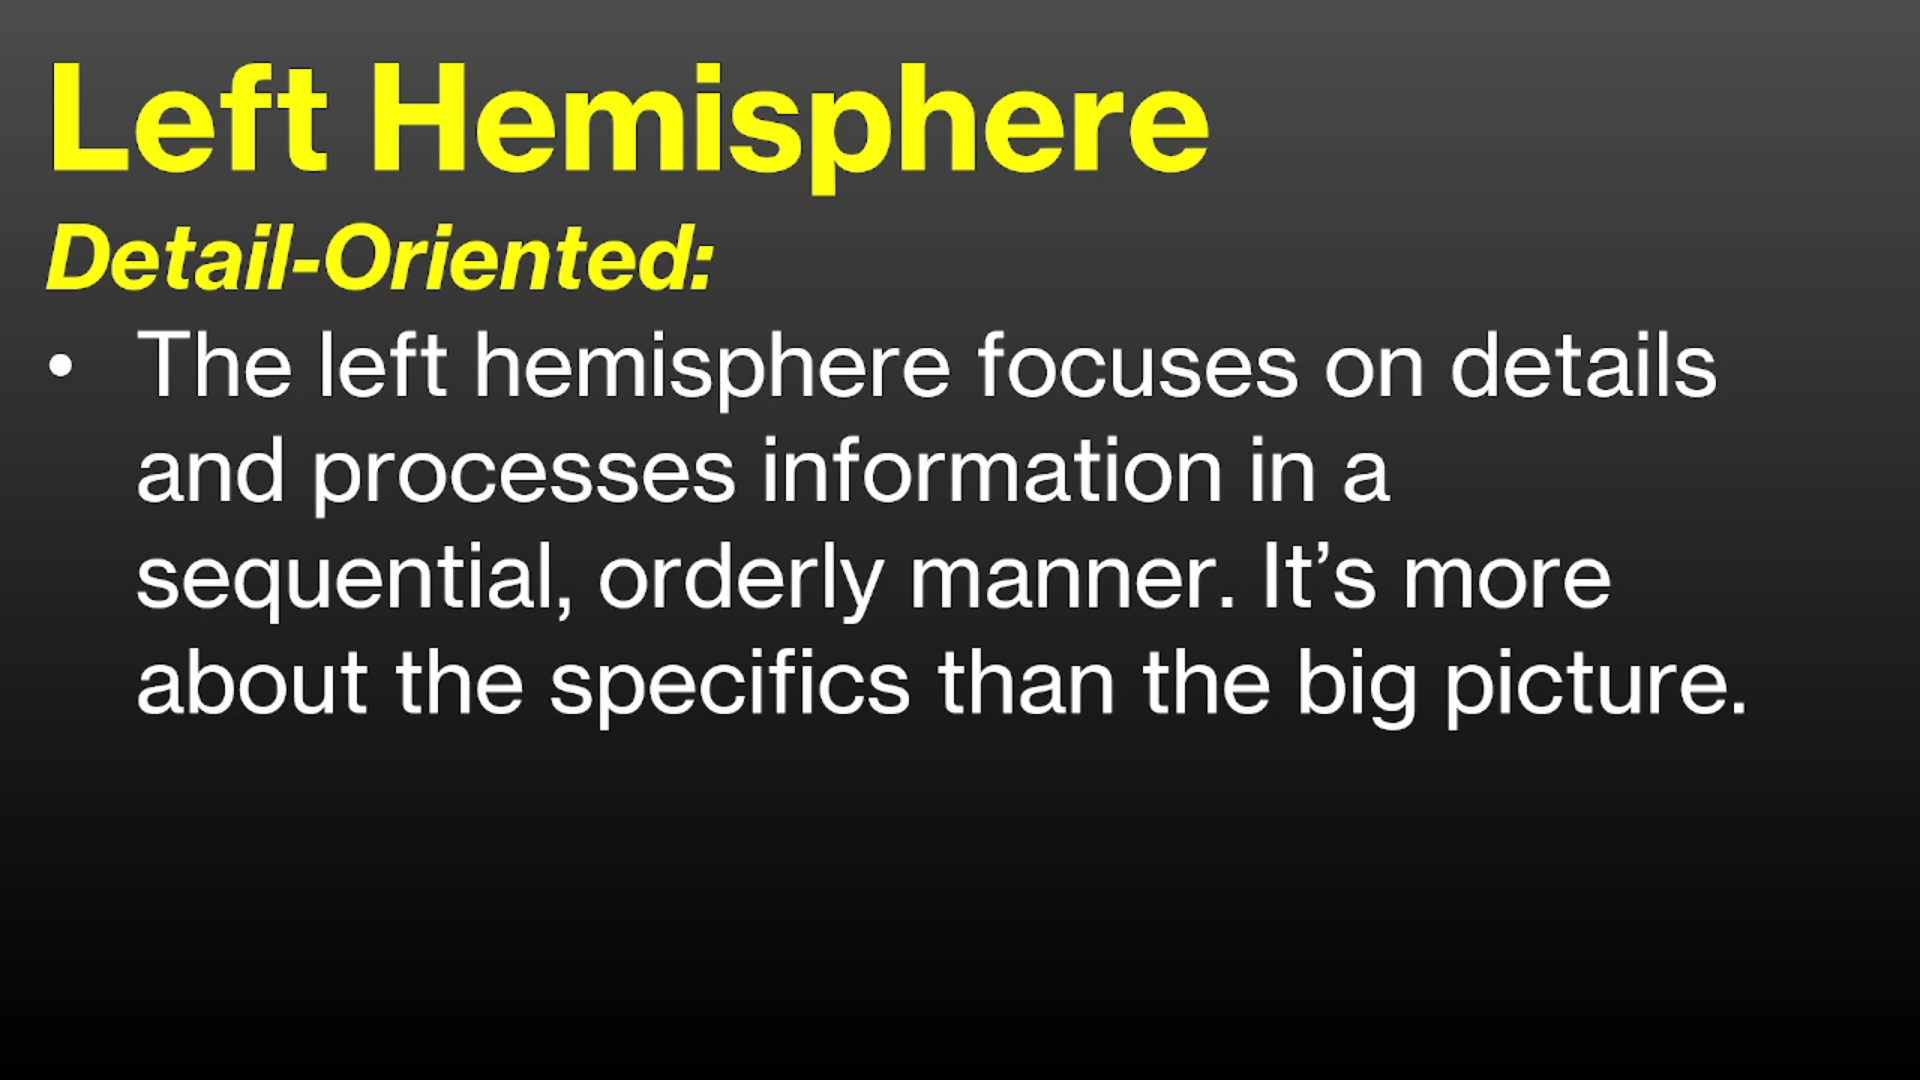 Left Hemisphere
Detail-Oriented:
• The left hemisphere focuses on details
and processes information in a
sequential, orderly manner. It’s more
about the specifics than the big picture.